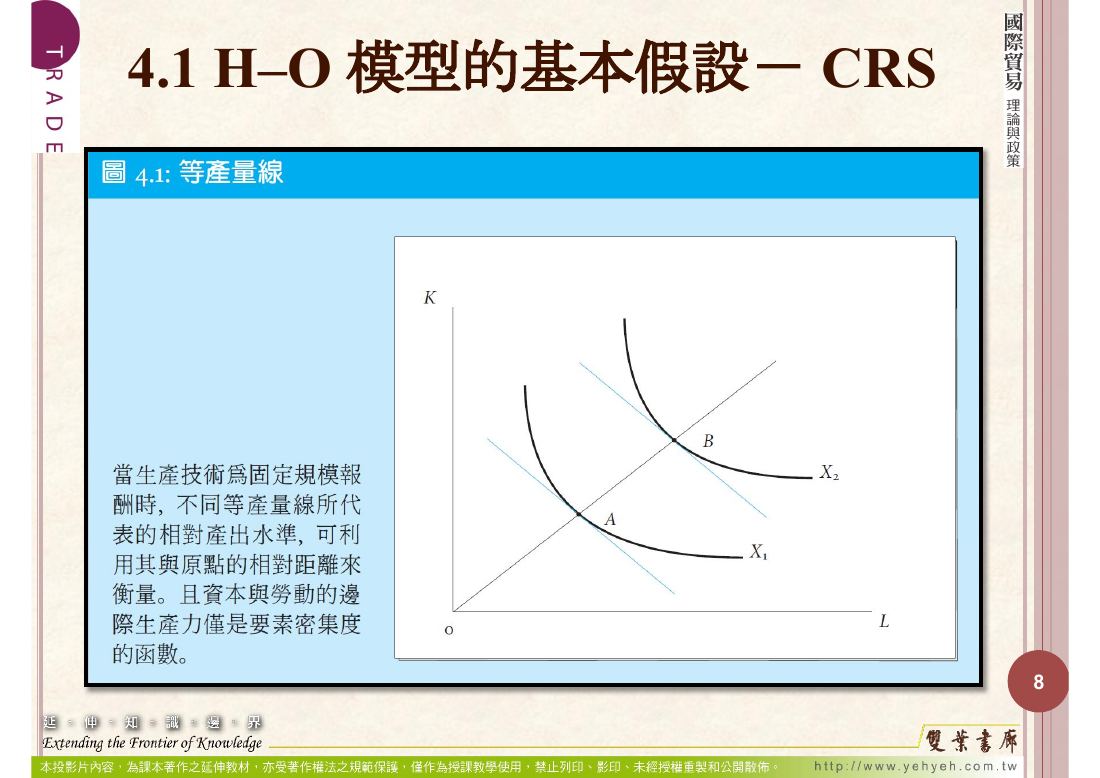 TRADE
4.1 H–O 模型的基本假設－ CRS
國際貿易 理論與政策
圖 4.1: 等產量線
當生產技術爲固定規模報
酬時, 不同等產量線所代
表的相對產出水準, 可利
用其與原點的相對距離來
衡量。且資本與勞動的邊
際生產力僅是要素密集度
的函數。
K
B
X₂
A
X₁
0
L
8
延。伸。知。識。邊。界
Extending the Frontier of Knowledge
雙葉書廊
本投影片內容，為課本著作之延伸教材，亦受著作權法之規範保護，僅作為授課教學使用，禁止列印、影印、未經授權重製和公開散佈。
http://www.yehyeh.com.tw